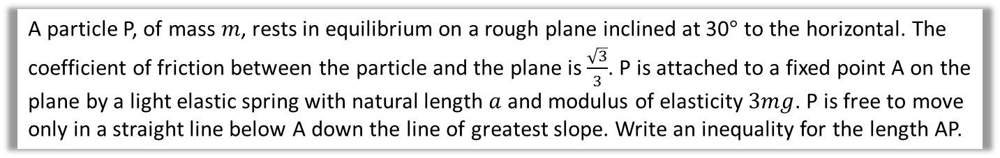 A particle P, of mass m, rests in equilibrium on a rough plane inclined at 30° to the horizontal. The
coefficient of friction between the particle and the plane is √3/3. P is attached to a fixed point A on the
plane by a light elastic spring with natural length a and modulus of elasticity 3mg. P is free to move
only in a straight line below A down the line of greatest slope. Write an inequality for the length AP.